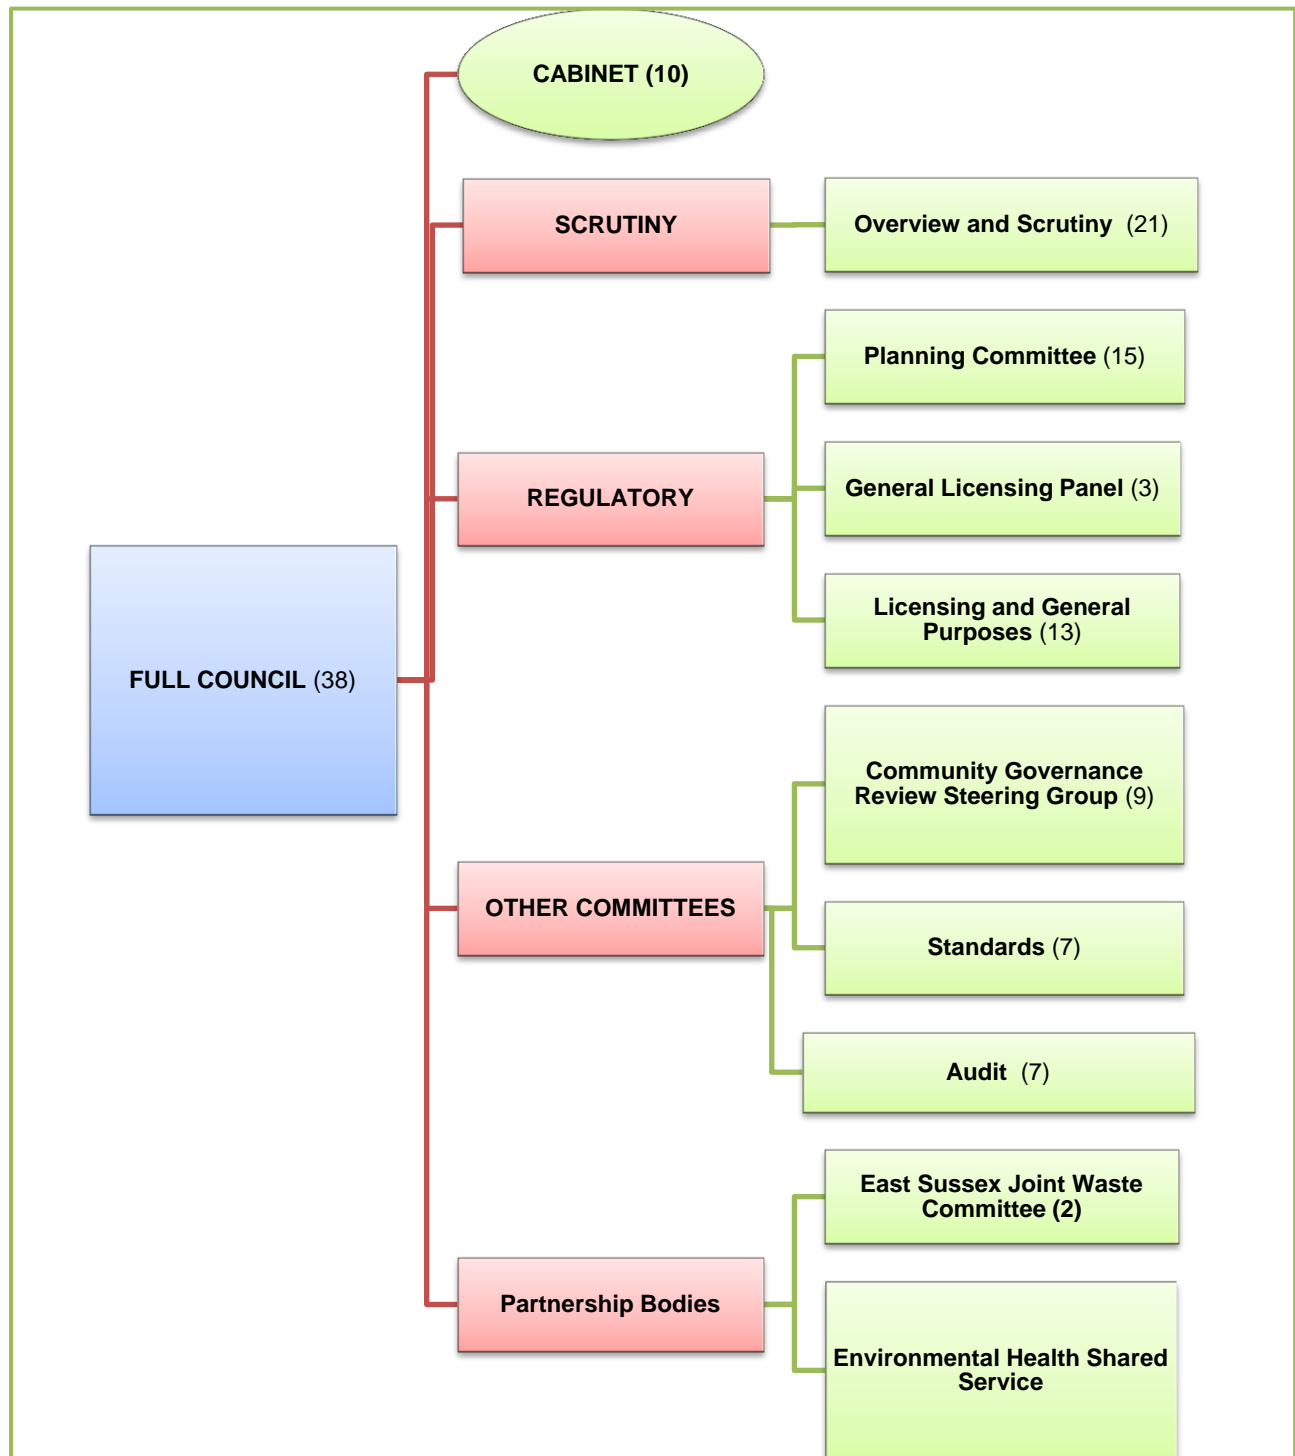 CABINET (10)
SCRUTINY
Overview and Scrutiny (21)
Planning Committee (15)
REGULATORY
General Licensing Panel (3)
Licensing and General
Purposes (13)
FULL COUNCIL (38)
Community Governance
Review Steering Group (9)
OTHER COMMITTEES
Standards (7)
Audit (7)
East Sussex Joint Waste
Committee (2)
Partnership Bodies
Environmental Health Shared
Service